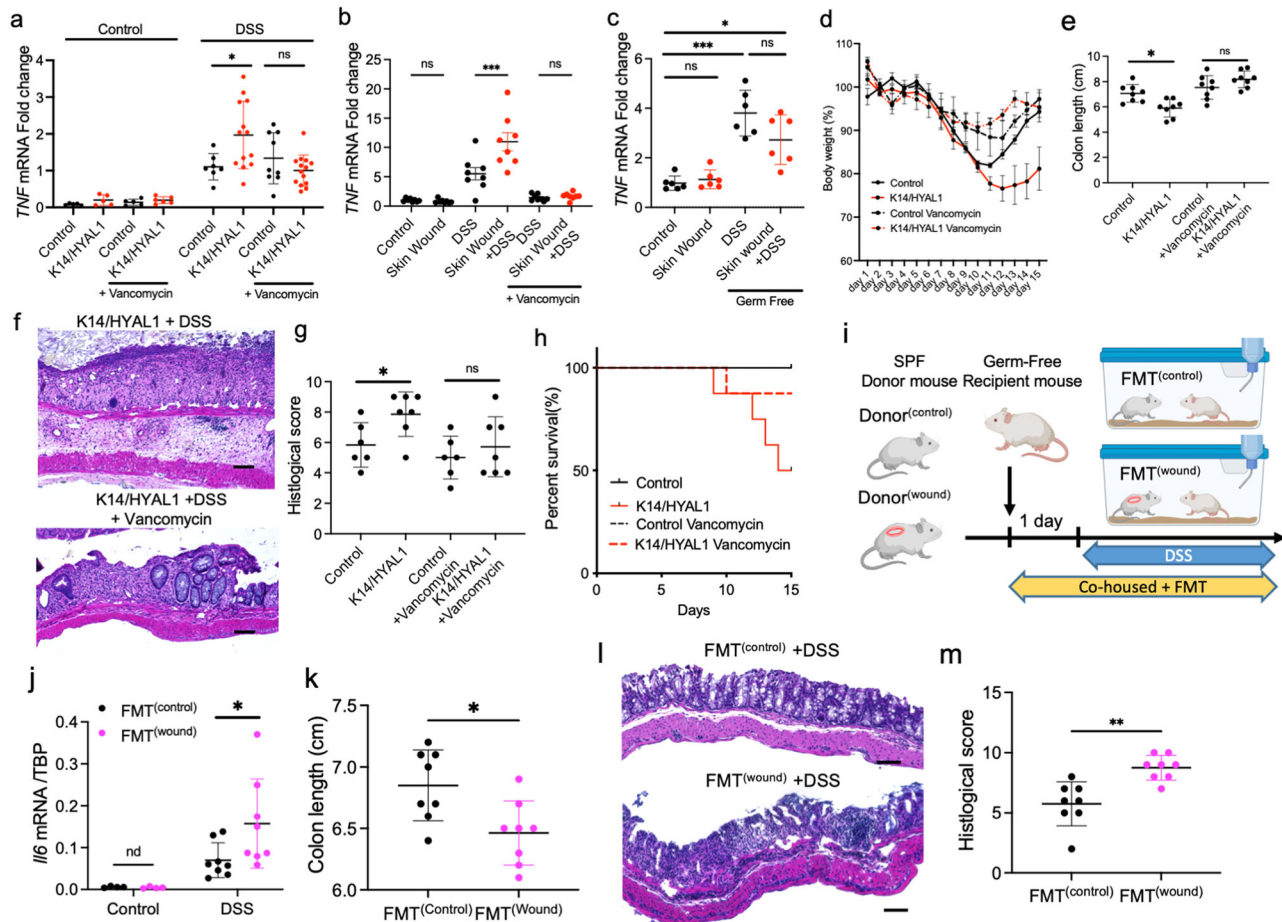 a
Control
DSS
TNF mRNA Fold change
4
3
2
1
0
*
ns
Control
K14/HYAL1
Control
K14/HYAL1
Control
K14/HYAL1
Control
K14/HYAL1
+ Vancomycin
+ Vancomycin
b
TNF mRNA Fold change
25
20
15
10
5
0
ns
***
ns
Control
Skin Wound
DSS
Skin Wound
+DSS
DSS
Skin Wound
+DSS
+ Vancomycin
c
TNF mRNA Fold change
8
6
4
2
0
*
***
ns
ns
Control
Skin Wound
DSS
Skin wound
+DSS
Germ Free
d
Body weight (%)
110
100
90
80
70
60
Control
K14/HYAL1
Control Vancomycin
K14/HYAL1 Vancomycin
day 1
day 2
day 3
day 4
day 5
day 6
day 7
day 8
day 9
day 10
day 11
day 12
day 13
day 14
day 15
e
Colon length (cm)
10
8
6
4
2
0
*
ns
Control
K14/HYAL1
Control
+Vancomycin
K14/HYAL1
+Vancomycin
f
K14/HYAL1 + DSS
K14/HYAL1 +DSS
+ Vancomycin
g
Histlogical score
10
8
6
4
2
0
*
ns
Control
K14/HYAL1
Control
+Vancomycin
K14/HYAL1
+Vancomycin
h
Percent survival(%)
100
50
0
Control
K14/HYAL1
Control Vancomycin
K14/HYAL1 Vancomycin
0
5
10
15
Days
i
SPF
Donor mouse
Germ-Free
Recipient mouse
Donor(control)
Donor(wound)
FMT(control)
FMT(wound)
1 day
DSS
Co-housed + FMT
j
Il6 mRNA /TBP
0.4
0.3
0.2
0.1
0.0
FMT(control)
FMT(wound)
nd
*
Control
DSS
k
Colon length (cm)
7.5
7.0
6.5
6.0
*
FMT(Control)
FMT(Wound)
l
FMT(control) +DSS
FMT(wound) +DSS
m
Histlogical score
15
10
5
0
**
FMT(control)
FMT(wound)